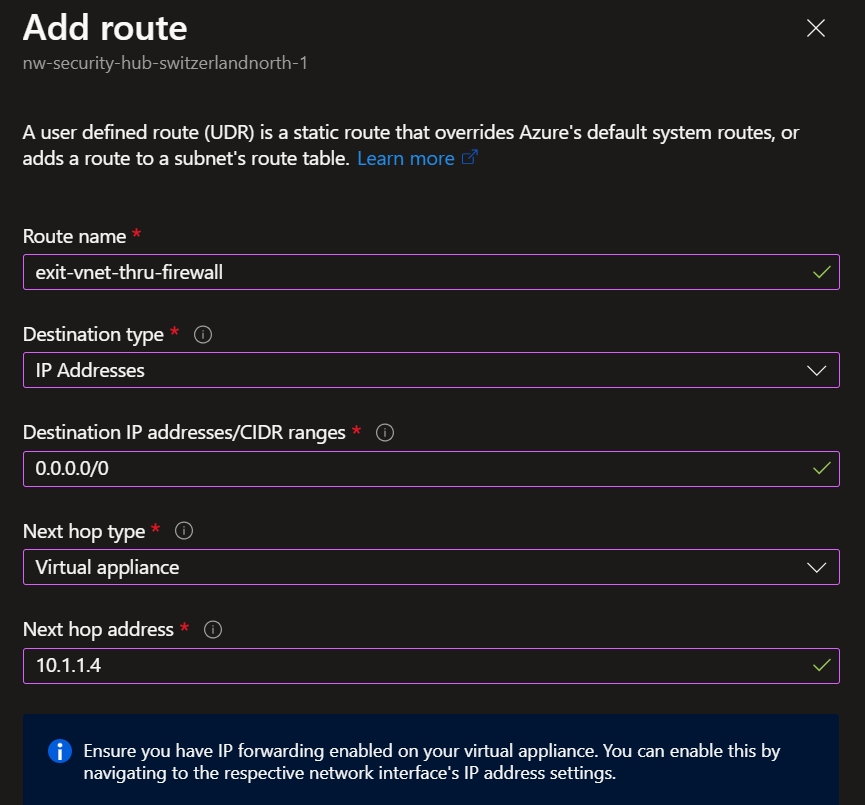 Add route
nw-security-hub-switzerlandnorth-1
A user defined route (UDR) is a static route that overrides Azure's default system routes, or
adds a route to a subnet's route table. Learn more
Route name *
exit-vnet-thru-firewall
Destination type *
IP Addresses
Destination IP addresses/CIDR ranges *
0.0.0.0/0
Next hop type *
Virtual appliance
Next hop address *
10.1.1.4
Ensure you have IP forwarding enabled on your virtual appliance. You can enable this by
navigating to the respective network interface's IP address settings.